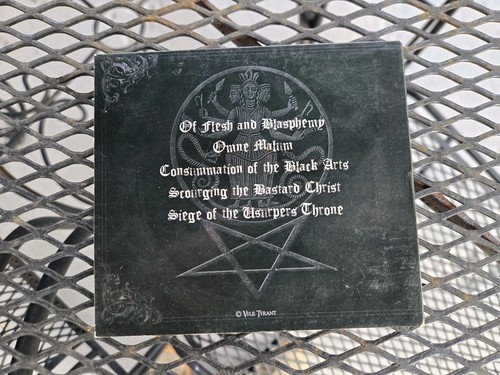 Of Flesh and Blasphemy
Omne Malum
Consummation of the Black Arts
Scourging the Bastard Christ
Siege of the Usurpers Throne
© Vile Tyrant